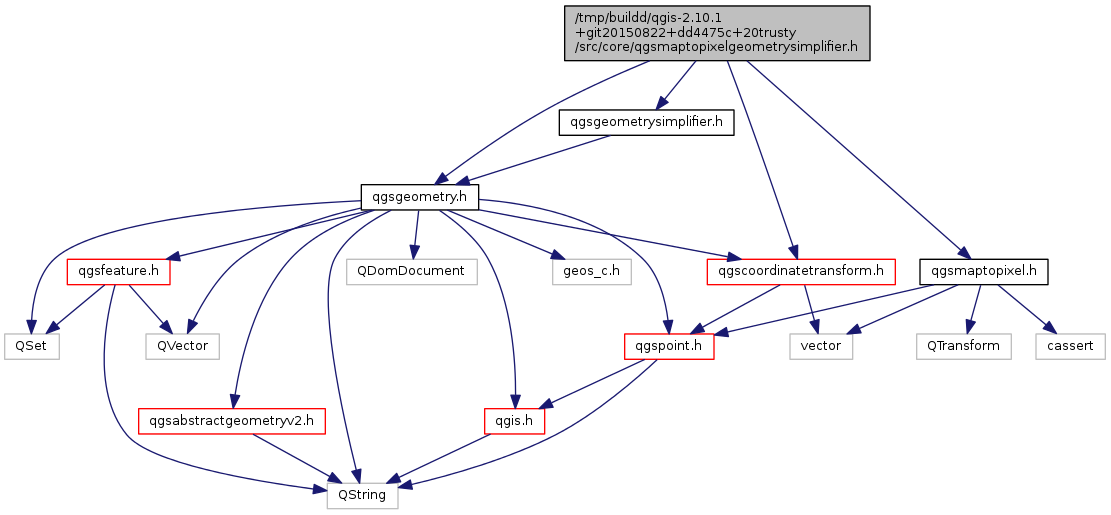 /tmp/buildd/qgis-2.10.1
+git20150822+dd4475c+20trusty
/src/core/qgsmaptopixelgeometrysimplifier.h
qgsgeometrysimplifier.h
qgsgeometry.h
qgsfeature.h
QDomDocument
geos_c.h
qgscoordinatetransform.h
qgsmaptopixel.h
QSet
QVector
qgspoint.h
vector
QTransform
cassert
qgsabstractgeometryv2.h
qgis.h
QString